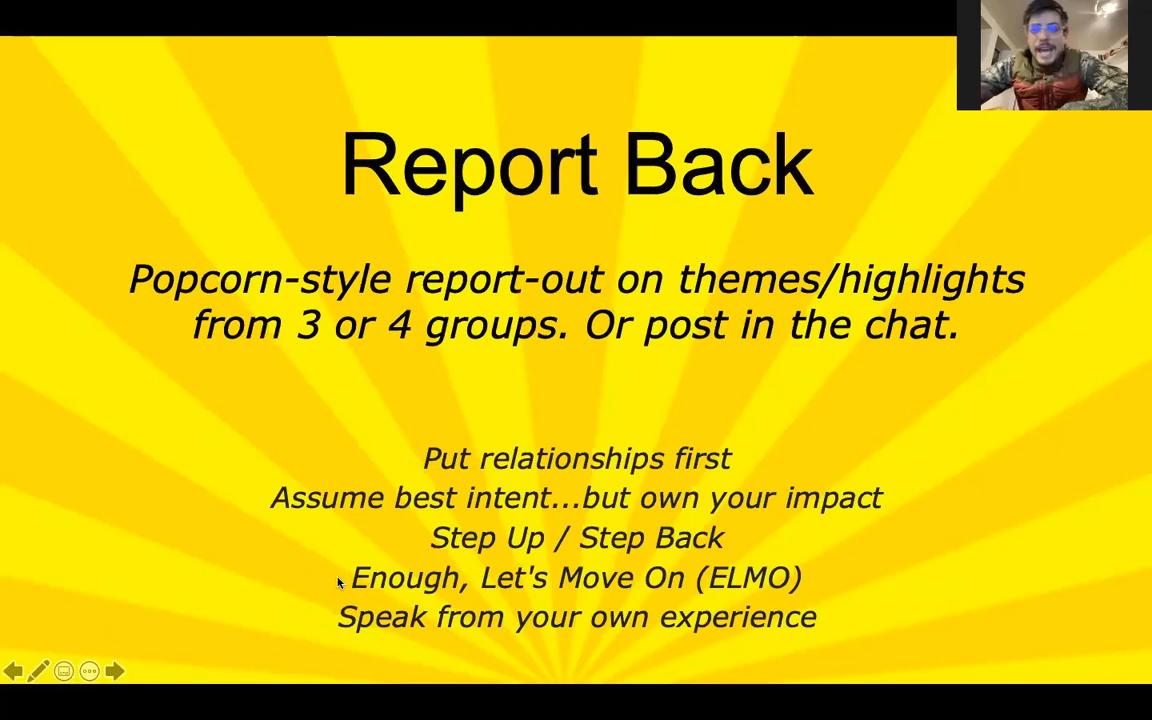 Report Back
Popcorn-style report-out on themes/highlights
from 3 or 4 groups. Or post in the chat.
Put relationships first
Assume best intent...but own your impact
Step Up / Step Back
Enough, Let's Move On (ELMO)
Speak from your own experience